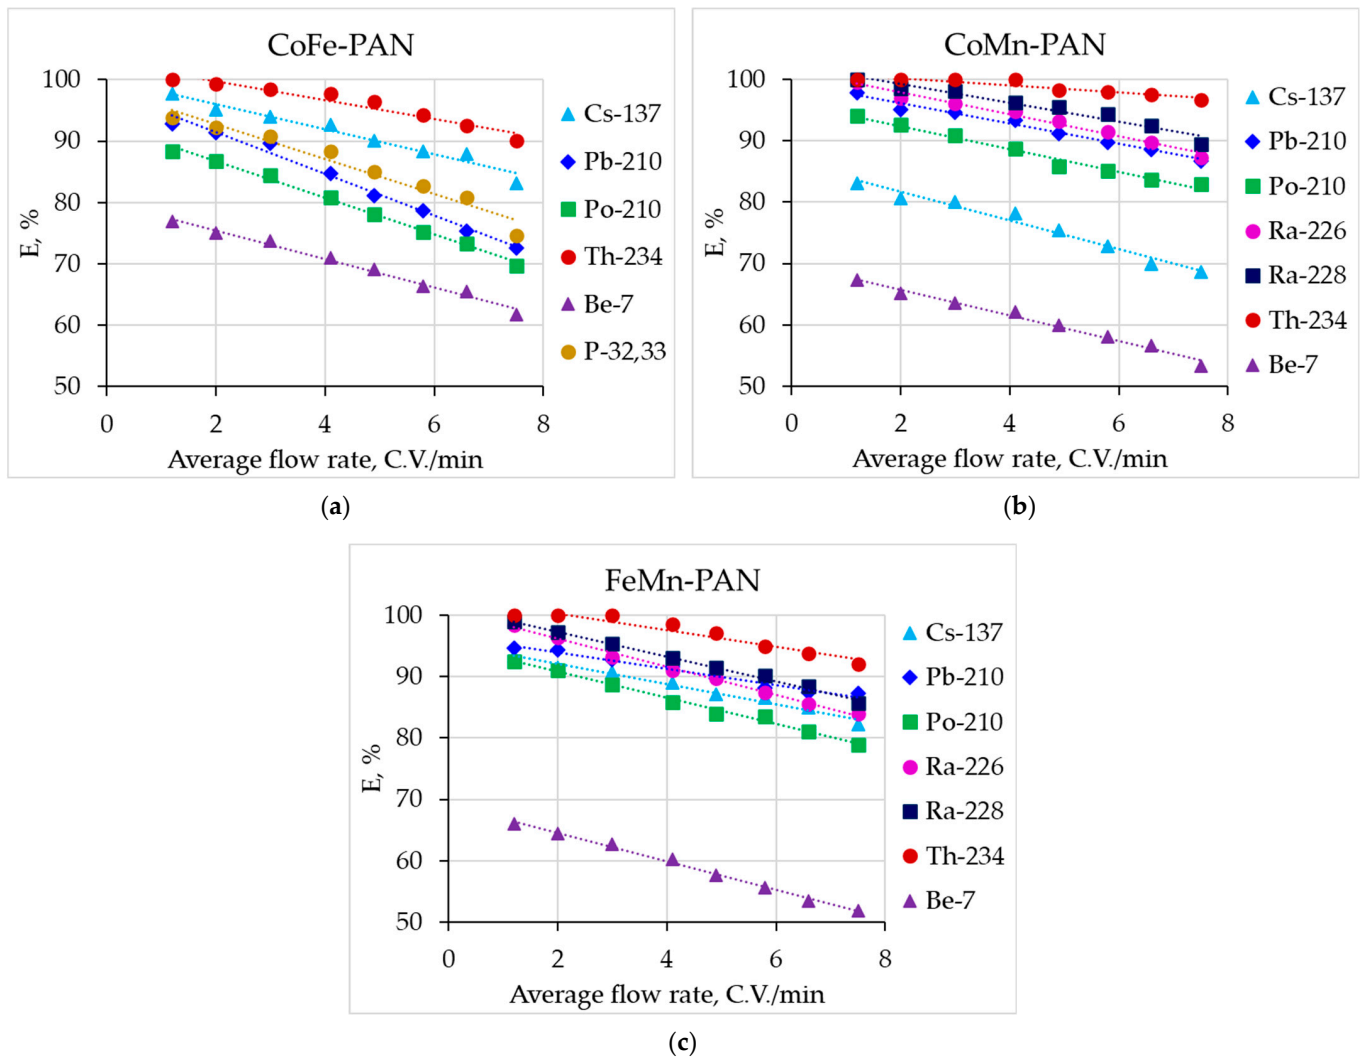 CoFe-PAN
100
90
80
70
60
50
E, %
0 2 4 6 8
Average flow rate, C.V./min
Cs-137
Pb-210
Po-210
Th-234
Be-7
P-32,33
(a)
CoMn-PAN
100
90
80
70
60
50
E, %
0 2 4 6 8
Average flow rate, C.V./min
Cs-137
Pb-210
Po-210
Ra-226
Ra-228
Th-234
Be-7
(b)
FeMn-PAN
100
90
80
70
60
50
E, %
0 2 4 6 8
Average flow rate, C.V./min
Cs-137
Pb-210
Po-210
Ra-226
Ra-228
Th-234
Be-7
(c)